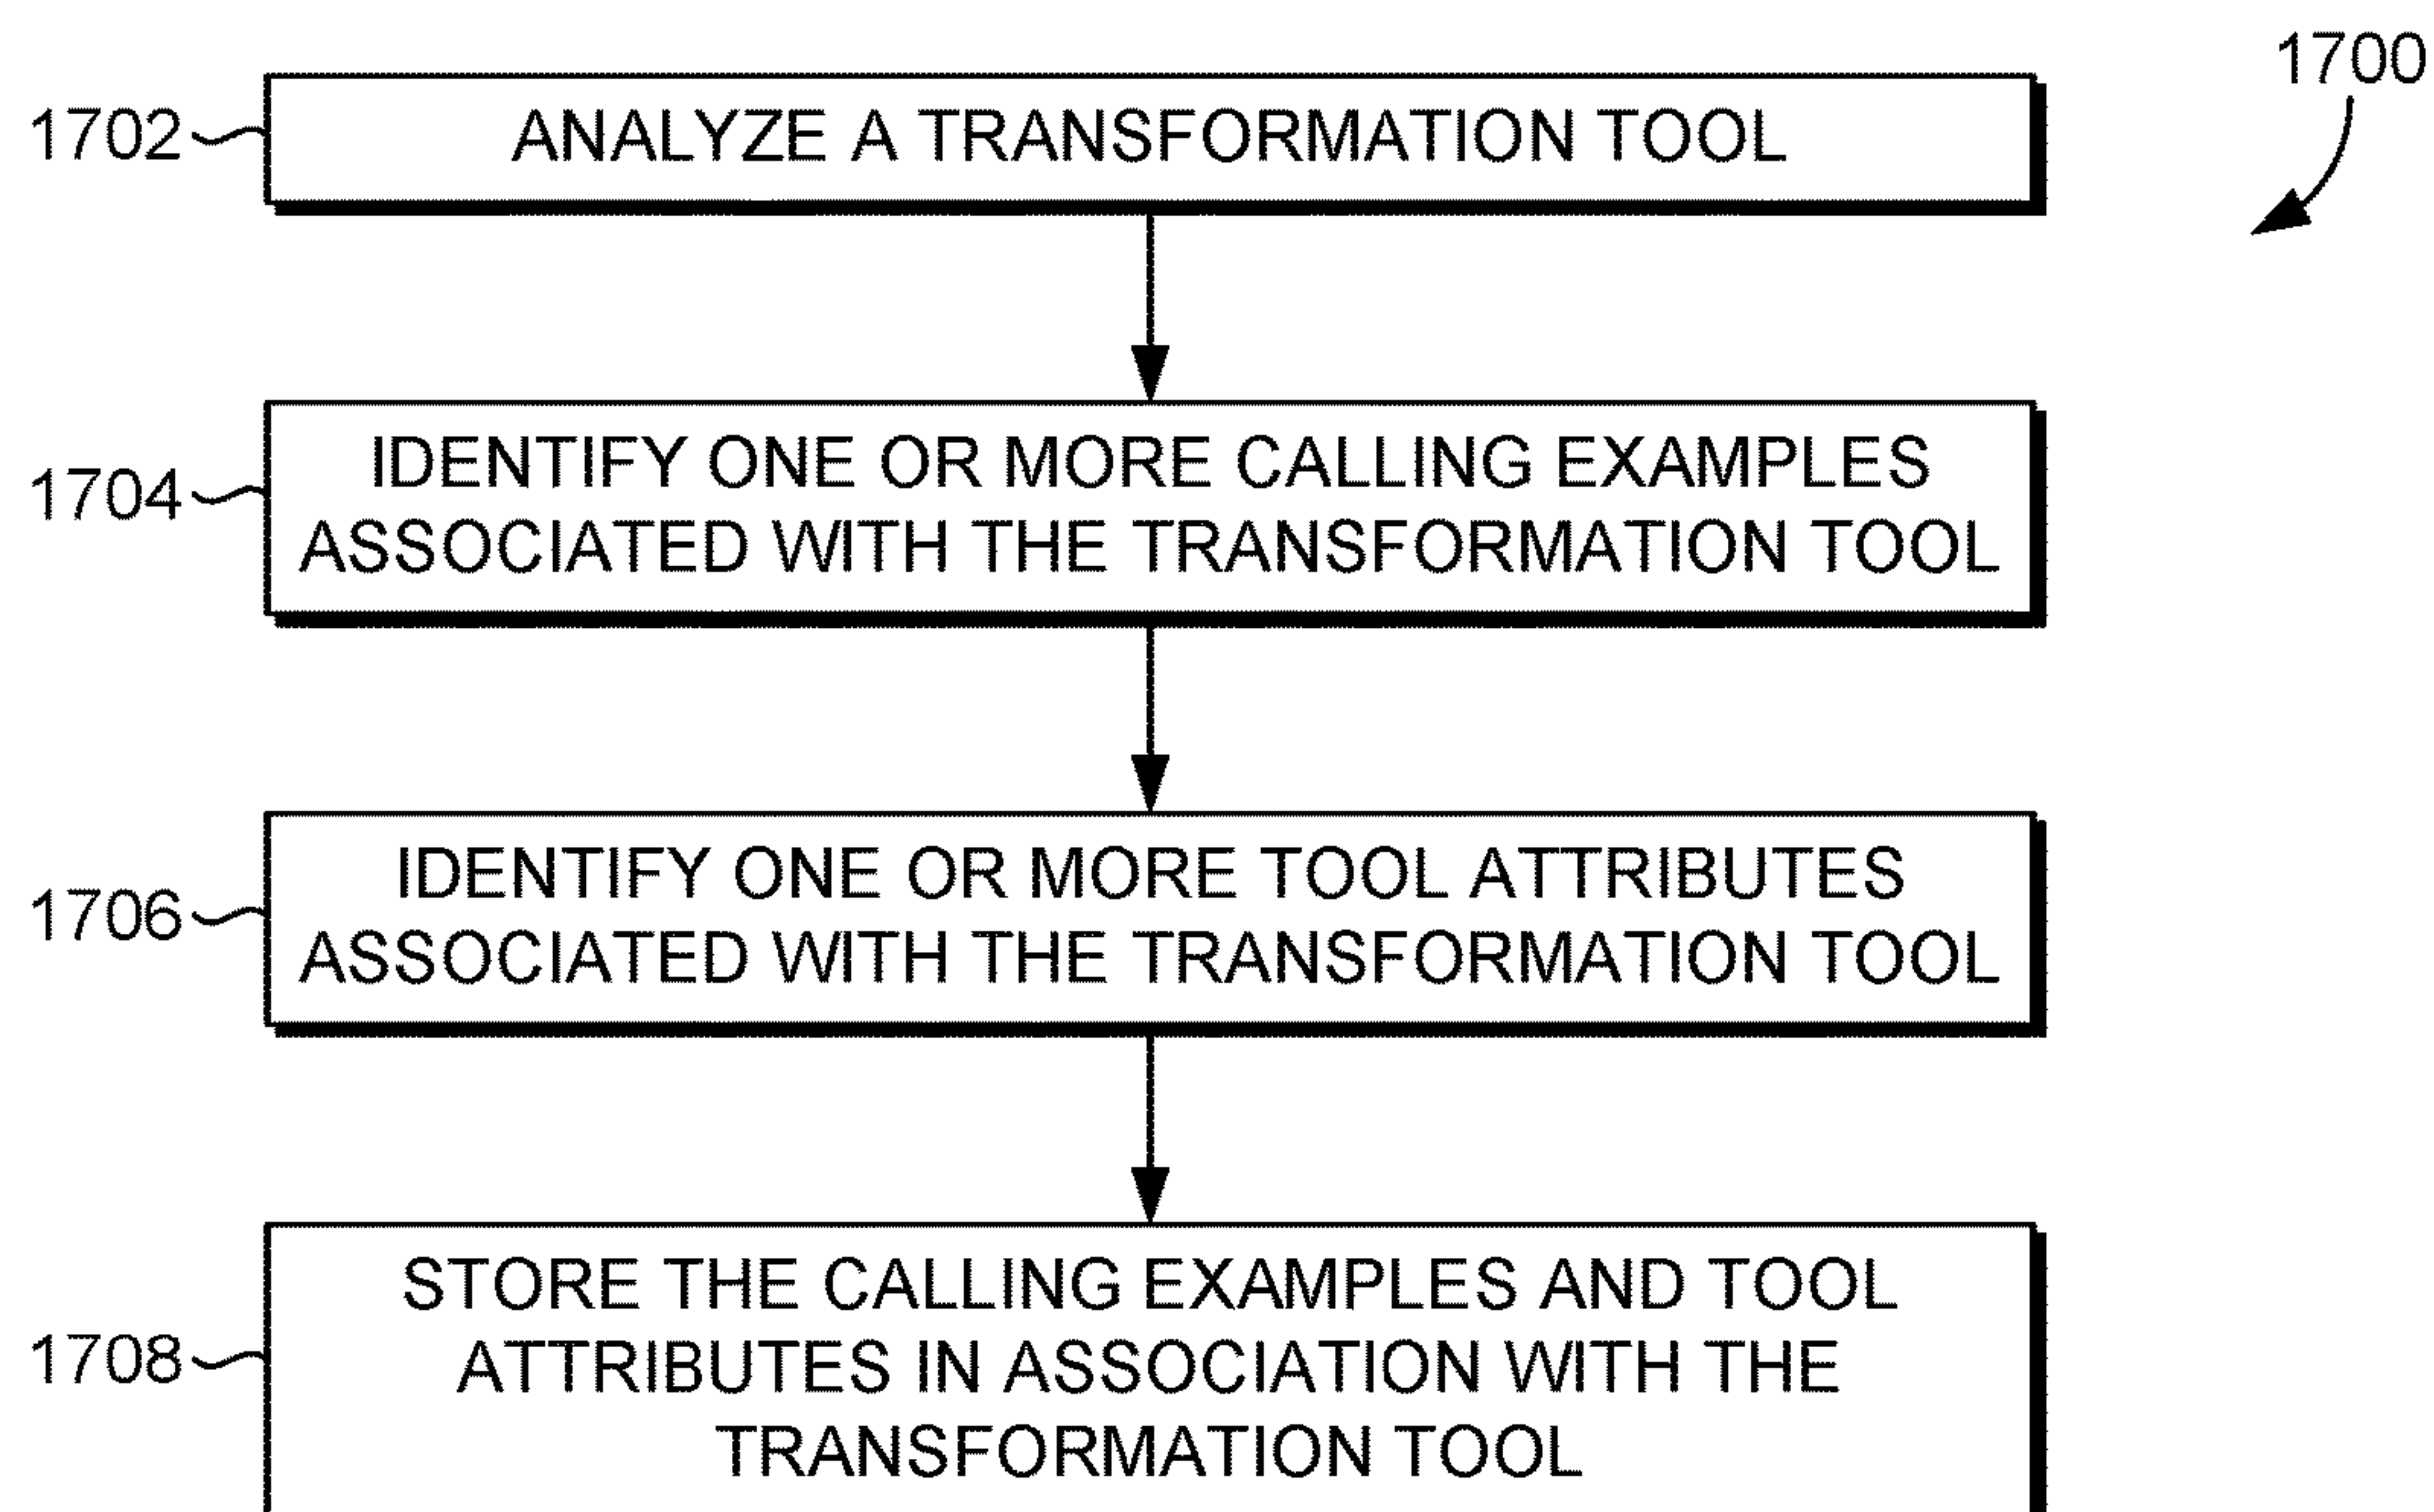 1700
1702
ANALYZE A TRANSFORMATION TOOL
1704
IDENTIFY ONE OR MORE CALLING EXAMPLES
ASSOCIATED WITH THE TRANSFORMATION TOOL
1706
IDENTIFY ONE OR MORE TOOL ATTRIBUTES
ASSOCIATED WITH THE TRANSFORMATION TOOL
1708
STORE THE CALLING EXAMPLES AND TOOL
ATTRIBUTES IN ASSOCIATION WITH THE
TRANSFORMATION TOOL